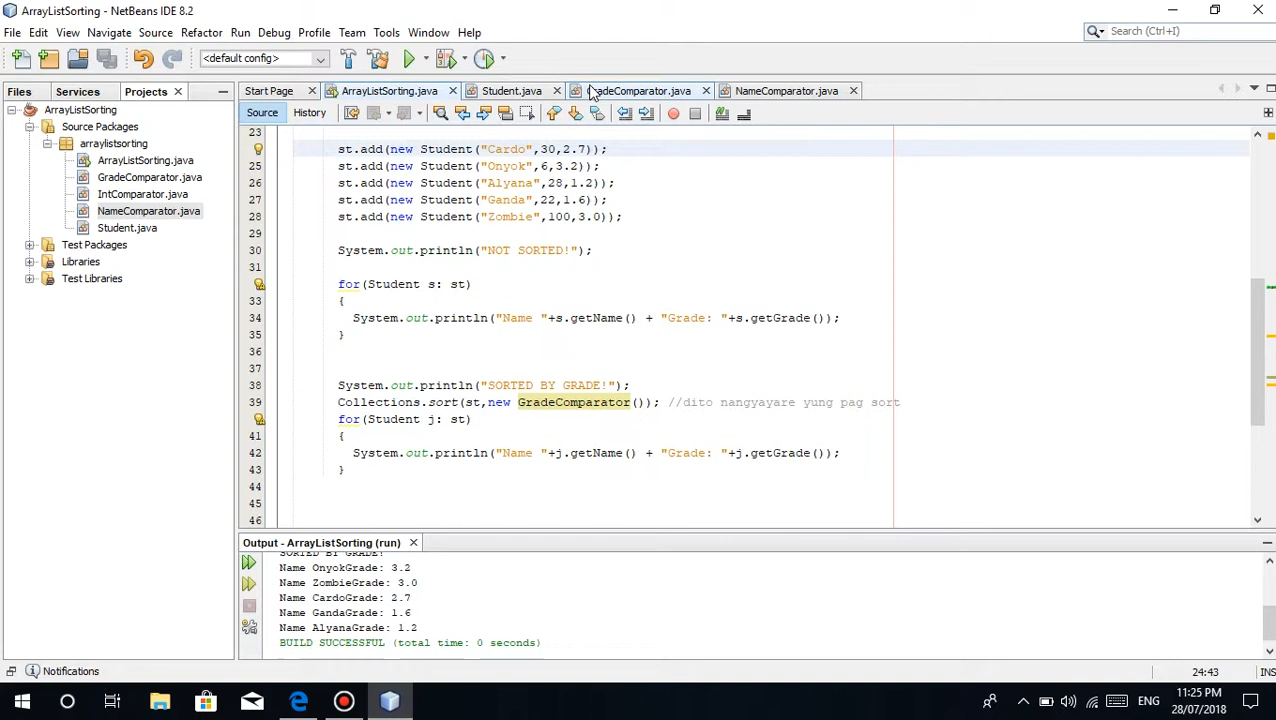 ArrayListSorting - NetBeans IDE 8.2
File Edit View Navigate Source Refactor Run Debug Profile Team Tools Window Help
Search (Ctrl+I)
<default config>
Files Services Projects
Start Page ArrayListSorting.java Student.java GradeComparator.java NameComparator.java
Source History
ArrayListSorting
Source Packages
arraylistsorting
ArrayListSorting.java
GradeComparator.java
IntComparator.java
NameComparator.java
Student.java
Test Packages
Libraries
Test Libraries
23
st.add(new Student("Cardo",30,2.7));
25 st.add(new Student("Onyok",6,3.2));
26 st.add(new Student("Alyana",28,1.2));
27 st.add(new Student("Ganda",22,1.6));
28 st.add(new Student("Zombie",100,3.0));
29
30 System.out.println("NOT SORTED!");
31
for(Student s: st)
33 {
34 System.out.println("Name "+s.getName() + "Grade: "+s.getGrade());
35 }
36
37
38 System.out.println("SORTED BY GRADE!");
39 Collections.sort(st,new GradeComparator()); //dito nangyayare yung pag sort
for(Student j: st)
41 {
42 System.out.println("Name "+j.getName() + "Grade: "+j.getGrade());
43 }
44
45
46
Output - ArrayListSorting (run)
SORTED BY GRADE!
Name OnyokGrade: 3.2
Name ZombieGrade: 3.0
Name CardoGrade: 2.7
Name GandaGrade: 1.6
Name AlyanaGrade: 1.2
BUILD SUCCESSFUL (total time: 0 seconds)
Notifications
24:43
INS
ENG
11:25 PM
28/07/2018